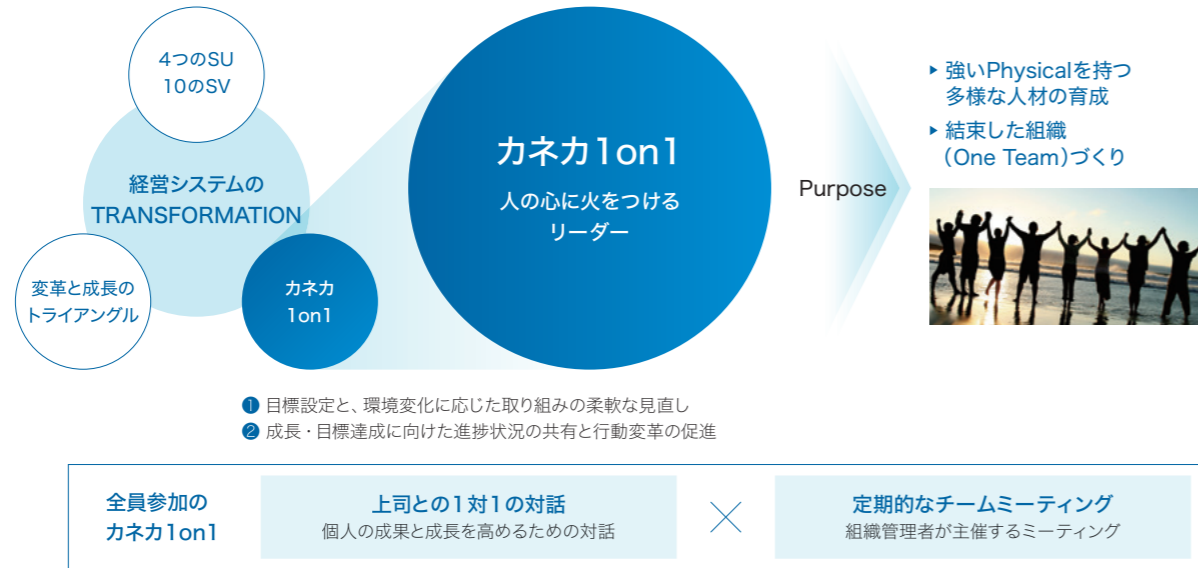 4つのSU
10のSV
経営システムの
TRANSFORMATION
変革と成長の
トライアングル
カネカ
1on1
カネカ1on1
人の心に火をつける
リーダー
Purpose
▶ 強いPhysicalを持つ
多様な人材の育成
▶ 結束した組織
（One Team）づくり
❶ 目標設定と、環境変化に応じた取り組みの柔軟な見直し
❷ 成長・目標達成に向けた進捗状況の共有と行動変革の促進
全員参加の
カネカ1on1
上司との1対1の対話
個人の成果と成長を高めるための対話
×
定期的なチームミーティング
組織管理者が主催するミーティング